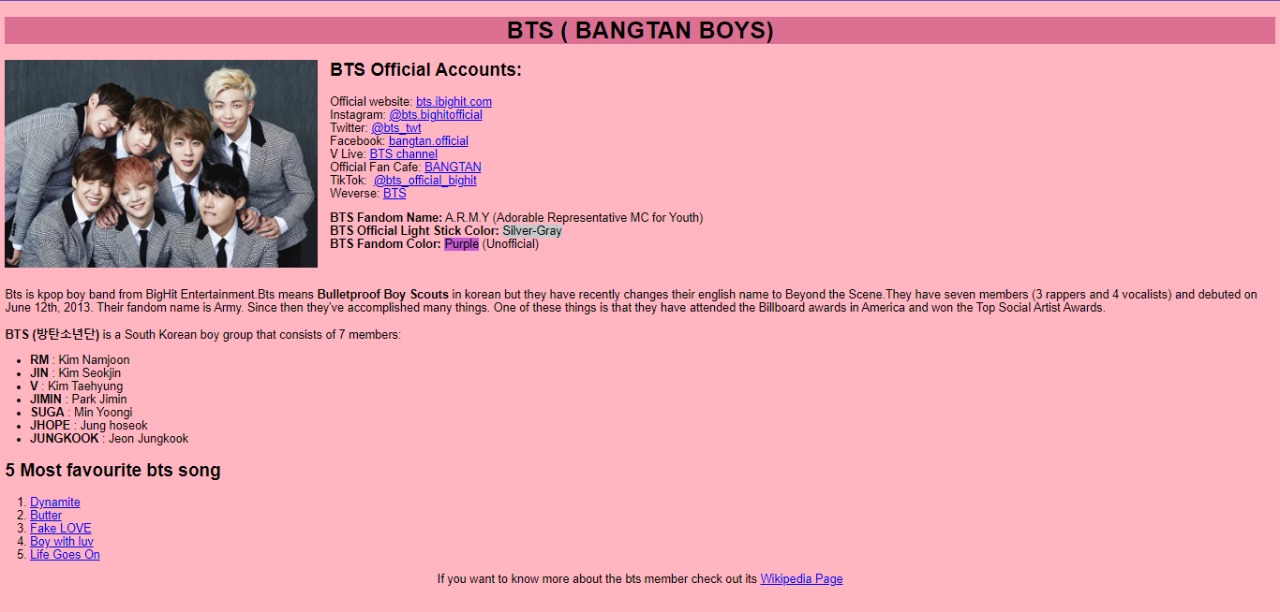 BTS ( BANGTAN BOYS)
BTS Official Accounts:
Official website: bts.ibighit.com
Instagram: @bts.bighitofficial
Twitter: @bts_twt
Facebook: bangtan.official
V Live: BTS channel
Official Fan Cafe: BANGTAN
TikTok: @bts_official_bighit
Weverse: BTS
BTS Fandom Name: A.R.M.Y (Adorable Representative MC for Youth)
BTS Official Light Stick Color: Silver-Gray
BTS Fandom Color: Purple (Unofficial)
Bts is kpop boy band from BigHit Entertainment.Bts means Bulletproof Boy Scouts in korean but they have recently changes their english name to Beyond the Scene.They have seven members (3 rappers and 4 vocalists) and debuted on
June 12th, 2013. Their fandom name is Army. Since then they've accomplished many things. One of these things is that they have attended the Billboard awards in America and won the Top Social Artist Awards.
BTS (방탄소년단) is a South Korean boy group that consists of 7 members:
• RM : Kim Namjoon
• JIN : Kim Seokjin
• V : Kim Taehyung
• JIMIN : Park Jimin
• SUGA : Min Yoongi
• JHOPE : Jung hoseok
• JUNGKOOK : Jeon Jungkook
5 Most favourite bts song
1. Dynamite
2. Butter
3. Fake LOVE
4. Boy with luv
5. Life Goes On
If you want to know more about the bts member check out its Wikipedia Page